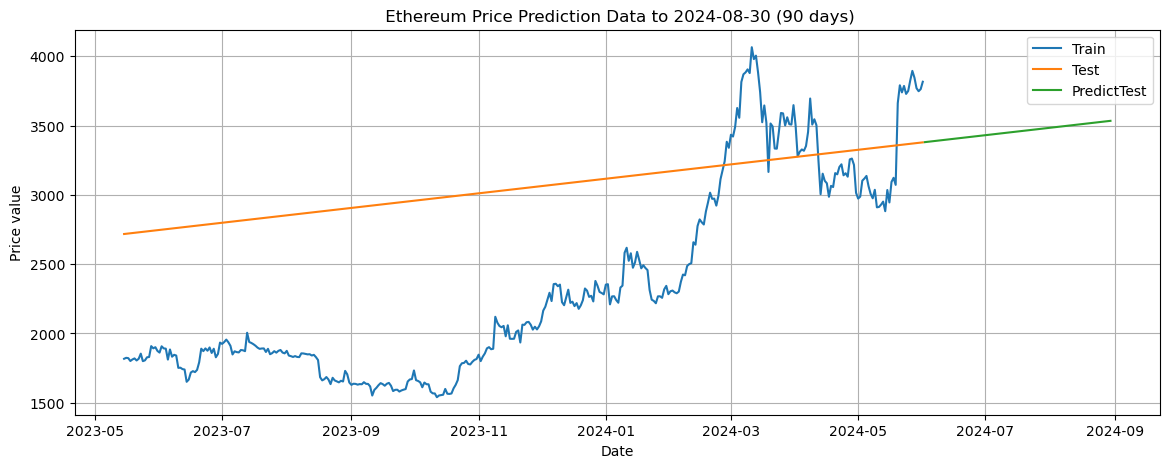 Ethereum Price Prediction Data to 2024-08-30 (90 days)
Train
Test
PredictTest
Price value
4000
3500
3000
2500
2000
1500
2023-05 2023-07 2023-09 2023-11 2024-01 2024-03 2024-05 2024-07 2024-09
Date